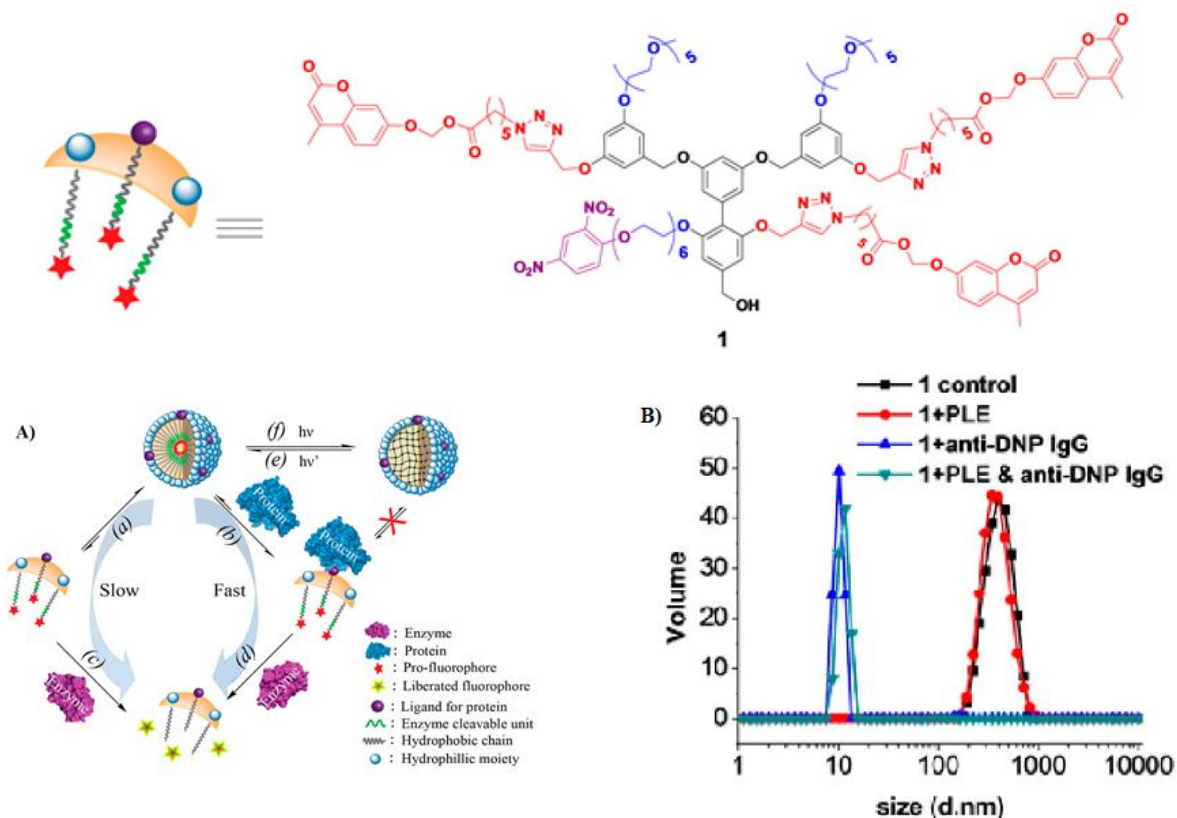 O
5
O
5
O
O
O
O
O
O
O
O
5
N
N
N
O
O
O
O
N
N
N
5
O
O
O
O
O
NO₂
O₂N
O
6
O
O
N
N
N
5
O
O
O
O
O
OH
1
A)
(f) hν
(e) hν'
Protein
Protein
(a)
(b)
Slow
Fast
(c)
(d)
Enzyme
Enzyme
: Enzyme
: Protein
: Pro-fluorophore
: Liberated fluorophore
: Ligand for protein
: Enzyme cleavable unit
: Hydrophobic chain
: Hydrophillic moiety
B)
1 control
1+PLE
1+anti-DNP IgG
1+PLE & anti-DNP IgG
Volume
60
50
40
30
20
10
0
1 10 100 1000 10000
size (d.nm)